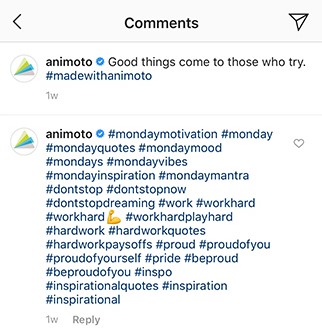 Comments
animoto Good things come to those who try.
#madewithanimoto
1w
animoto #mondaymotivation #monday
#mondayquotes #mondaymood
#mondays #mondayvibes
#mondayinspiration #mondaymantra
#dontstop #dontstopnow
#dontstopdreaming #work #workhard
#workhard💪 #workhardplayhard
#hardwork #hardworkquotes
#hardworkpaysoffs #proud #proudofyou
#proudofyourself #pride #beproud
#beproudofyou #inspo
#inspirationalquotes #inspiration
#inspirational
1w Reply